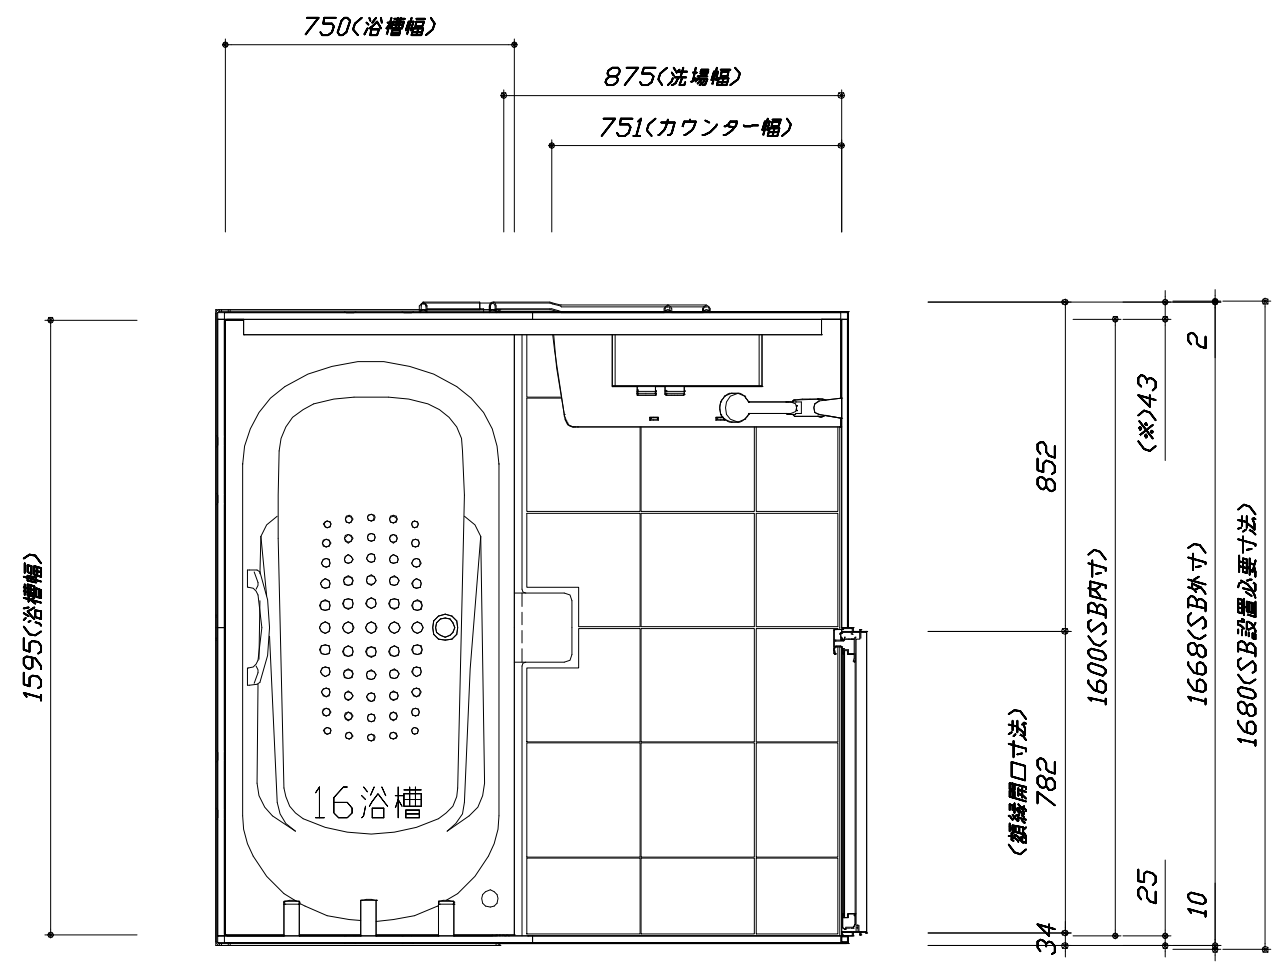 750(浴槽幅)
875(洗場幅)
751(カウンター幅)
2
(※)43
852
1595(浴槽幅)
1600(SB内寸)
1668(SB外寸)
1680(SB設置必要寸法)
(額縁開口寸法)
782
16浴槽
25
10
34